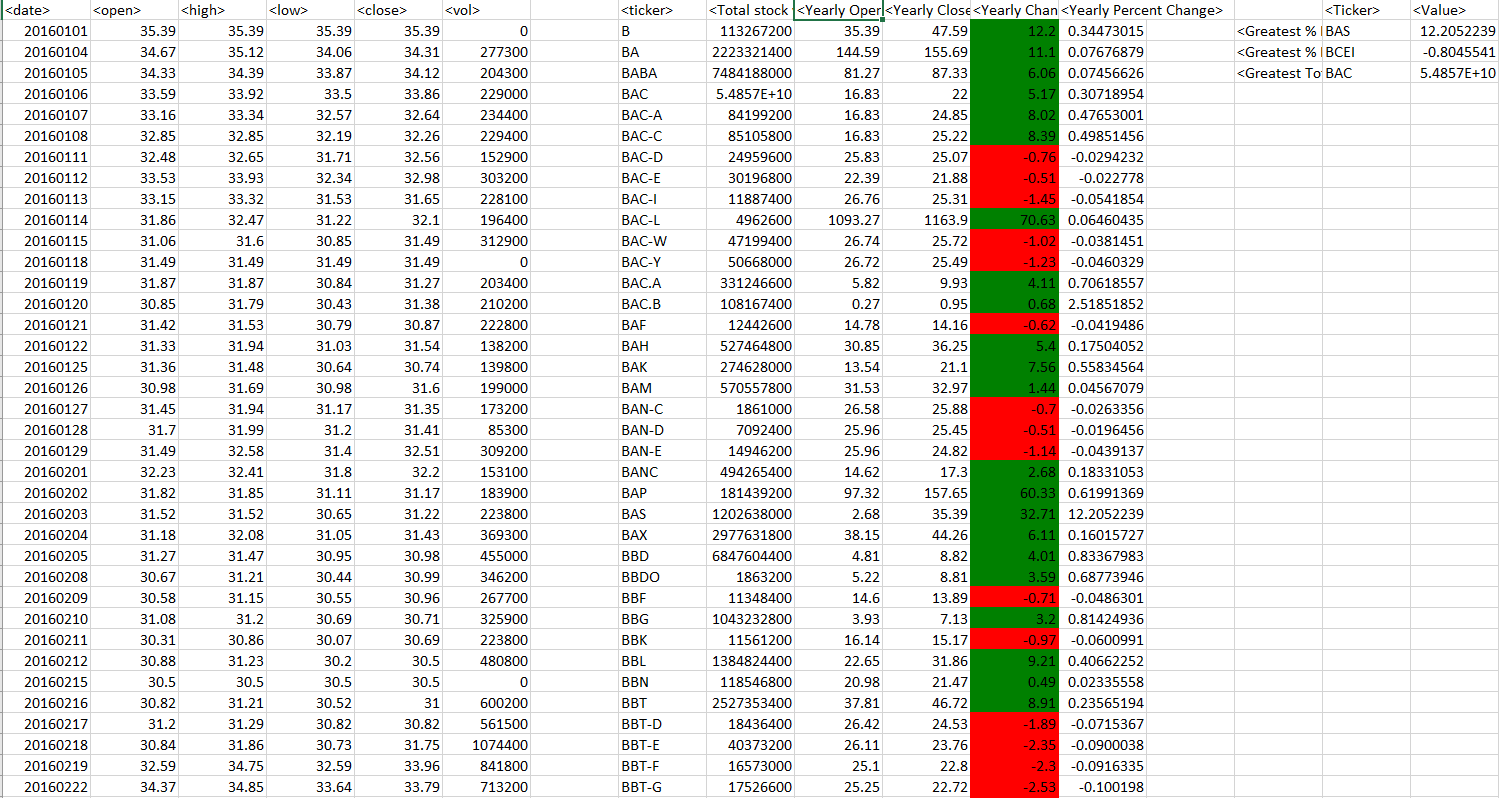 <date> <open> <high> <low> <close> <vol> <ticker> <Total stock <Yearly Oper <Yearly Close <Yearly Chan <Yearly Percent Change> <Ticker> <Value>
20160101 35.39 35.39 35.39 35.39 0 B 113267200 35.39 47.59 12.2 0.34473015 <Greatest % BAS 12.2052239
20160104 34.67 35.12 34.06 34.31 277300 BA 2223321400 144.59 155.69 11.1 0.07676879 <Greatest % BCEI -0.8045541
20160105 34.33 34.39 33.87 34.12 204300 BABA 7484188000 81.27 87.33 6.06 0.07456626 <Greatest To BAC 5.4857E+10
20160106 33.59 33.92 33.5 33.86 229000 BAC 5.4857E+10 16.83 22 5.17 0.30718954
20160107 33.16 33.34 32.57 32.64 234400 BAC-A 84199200 16.83 24.85 8.02 0.47653001
20160108 32.85 32.85 32.19 32.26 229400 BAC-C 85105800 16.83 25.22 8.39 0.49851456
20160111 32.48 32.65 31.71 32.56 152900 BAC-D 24959600 25.83 25.07 -0.76 -0.0294232
20160112 33.53 33.93 32.34 32.98 303200 BAC-E 30196800 22.39 21.88 -0.51 -0.022778
20160113 33.15 33.32 31.53 31.65 228100 BAC-I 11887400 26.76 25.31 -1.45 -0.0541854
20160114 31.86 32.47 31.22 32.1 196400 BAC-L 4962600 1093.27 1163.9 70.63 0.06460435
20160115 31.06 31.6 30.85 31.49 312900 BAC-W 47199400 26.74 25.72 -1.02 -0.0381451
20160118 31.49 31.49 31.49 31.49 0 BAC-Y 50668000 26.72 25.49 -1.23 -0.0460329
20160119 31.87 31.87 30.84 31.27 203400 BAC.A 331246600 5.82 9.93 4.11 0.70618557
20160120 30.85 31.79 30.43 31.38 210200 BAC.B 108167400 0.27 0.95 0.68 2.51851852
20160121 31.42 31.53 30.79 30.87 222800 BAF 12442600 14.78 14.16 -0.62 -0.0419486
20160122 31.33 31.94 31.03 31.54 138200 BAH 527464800 30.85 36.25 5.4 0.17504052
20160125 31.36 31.48 30.64 30.74 139800 BAK 274628000 13.54 21.1 7.56 0.55834564
20160126 30.98 31.69 30.98 31.6 199000 BAM 570557800 31.53 32.97 1.44 0.04567079
20160127 31.45 31.94 31.17 31.35 173200 BAN-C 1861000 26.58 25.88 -0.7 -0.0263356
20160128 31.7 31.99 31.2 31.41 85300 BAN-D 7092400 25.96 25.45 -0.51 -0.0196456
20160129 31.49 32.58 31.4 32.51 309200 BAN-E 14946200 25.96 24.82 -1.14 -0.0439137
20160201 32.23 32.41 31.8 32.2 153100 BANC 494265400 14.62 17.3 2.68 0.18331053
20160202 31.82 31.85 31.11 31.17 183900 BAP 181439200 97.32 157.65 60.33 0.61991369
20160203 31.52 31.52 30.65 31.22 223800 BAS 1202638000 2.68 35.39 32.71 12.2052239
20160204 31.18 32.08 31.05 31.43 369300 BAX 2977631800 38.15 44.26 6.11 0.16015727
20160205 31.27 31.47 30.95 30.98 455000 BBD 6847604400 4.81 8.82 4.01 0.83367983
20160208 30.67 31.21 30.44 30.99 346200 BBDO 1863200 5.22 8.81 3.59 0.68773946
20160209 30.58 31.15 30.55 30.96 267700 BBF 11348400 14.6 13.89 -0.71 -0.0486301
20160210 31.08 31.2 30.69 30.71 325900 BBG 1043232800 3.93 7.13 3.2 0.81424936
20160211 30.31 30.86 30.07 30.69 223800 BBK 11561200 16.14 15.17 -0.97 -0.0600991
20160212 30.88 31.23 30.2 30.5 480800 BBL 1384824400 22.65 31.86 9.21 0.40662252
20160215 30.5 30.5 30.5 30.5 0 BBN 118546800 20.98 21.47 0.49 0.02335558
20160216 30.82 31.21 30.52 31 600200 BBT 2527353400 37.81 46.72 8.91 0.23565194
20160217 31.2 31.29 30.82 30.82 561500 BBT-D 18436400 26.42 24.53 -1.89 -0.0715367
20160218 30.84 31.86 30.73 31.75 1074400 BBT-E 40373200 26.11 23.76 -2.35 -0.0900038
20160219 32.59 34.75 32.59 33.96 841800 BBT-F 16573000 25.1 22.8 -2.3 -0.0916335
20160222 34.37 34.85 33.64 33.79 713200 BBT-G 17526600 25.25 22.72 -2.53 -0.100198